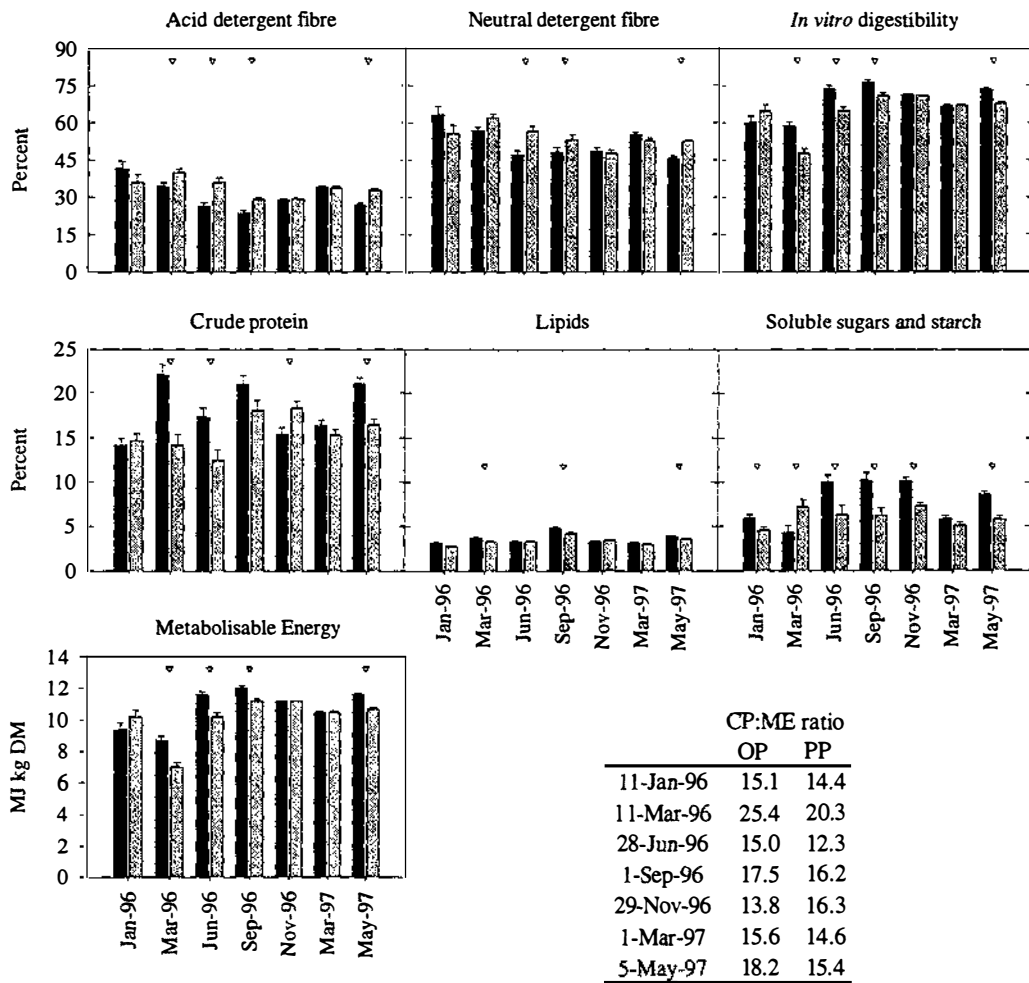 Acid detergent fibre Neutral detergent fibre In vitro digestibility
90
75
60
45
30
15
0
Percent
Crude protein Lipids Soluble sugars and starch
25
20
15
10
5
0
Percent
Jan-96 Mar-96 Jun-96 Sep-96 Nov-96 Mar-97 May-97
Jan-96 Mar-96 Jun-96 Sep-96 Nov-96 Mar-97 May-97
Metabolisable Energy
14
12
10
8
6
4
2
0
MJ kg DM
Jan-96 Mar-96 Jun-96 Sep-96 Nov-96 Mar-97 May-97
CP:ME ratio
OP PP
11-Jan-96 15.1 14.4
11-Mar-96 25.4 20.3
28-Jun-96 15.0 12.3
1-Sep-96 17.5 16.2
29-Nov-96 13.8 16.3
1-Mar-97 15.6 14.6
5-May-97 18.2 15.4